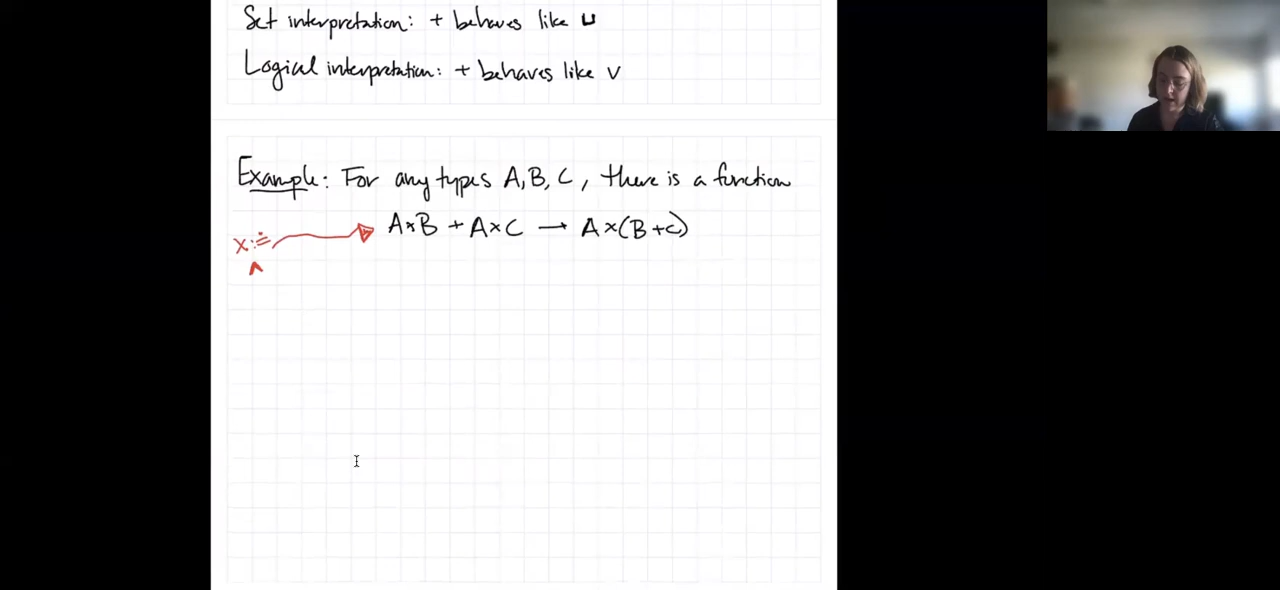 Set interpretation: + behaves like ∪
Logical interpretation: + behaves like ∨
Example: For any types A, B, C, there is a function
A×B + A×C → A×(B+C)
x:≐
^